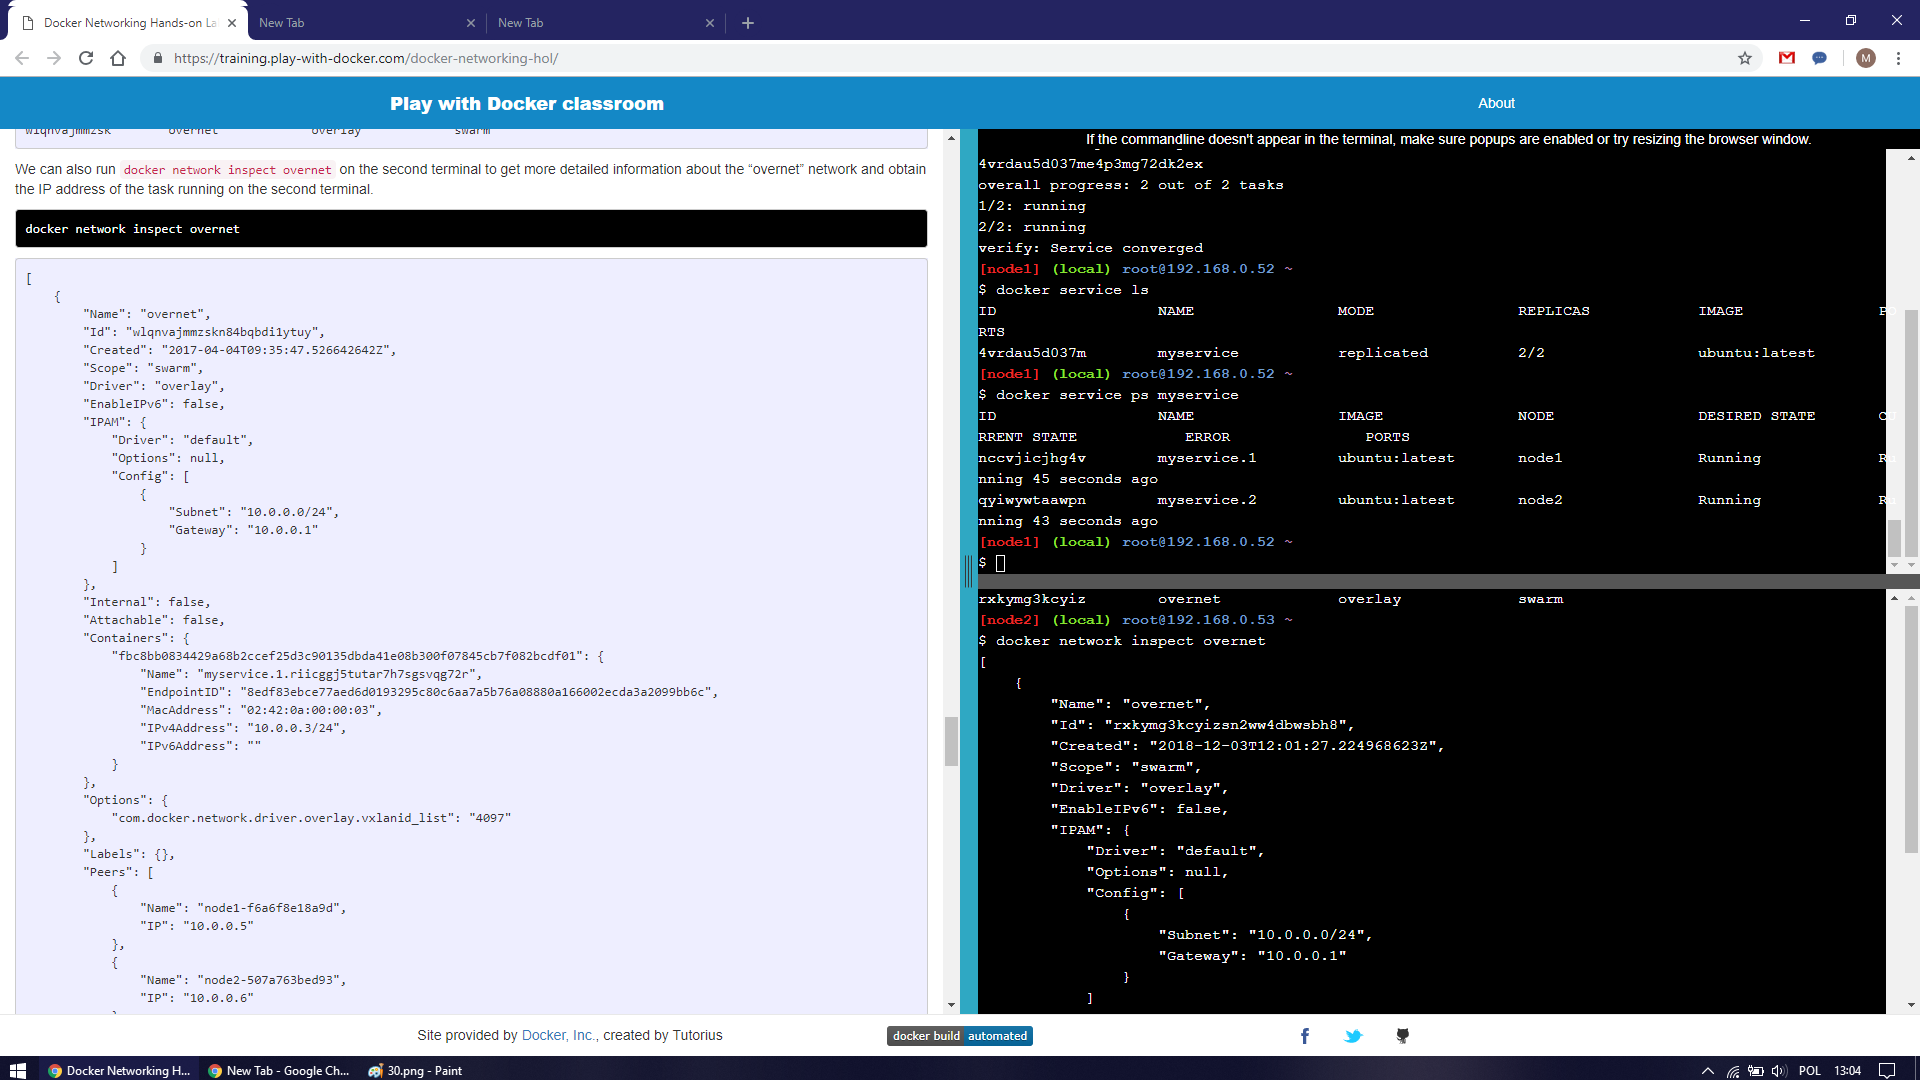 Docker Networking Hands-on La
New Tab
New Tab
https://training.play-with-docker.com/docker-networking-hol/
M
Play with Docker classroom
About
wlqnvajmmzsk overnet overlay swarm
We can also run docker network inspect overnet on the second terminal to get more detailed information about the “overnet” network and obtain
the IP address of the task running on the second terminal.
docker network inspect overnet
[
{
"Name": "overnet",
"Id": "wlqnvajmmzskn84bqbdi1ytuy",
"Created": "2017-04-04T09:35:47.526642642Z",
"Scope": "swarm",
"Driver": "overlay",
"EnableIPv6": false,
"IPAM": {
"Driver": "default",
"Options": null,
"Config": [
{
"Subnet": "10.0.0.0/24",
"Gateway": "10.0.0.1"
}
]
},
"Internal": false,
"Attachable": false,
"Containers": {
"fbc8bb0834429a68b2ccef25d3c90135dbda41e08b300f07845cb7f082bcdf01": {
"Name": "myservice.1.riicggj5tutar7h7sgsvqg72r",
"EndpointID": "8edf83ebce77aed6d0193295c80c6aa7a5b76a08880a166002ecda3a2099bb6c",
"MacAddress": "02:42:0a:00:00:03",
"IPv4Address": "10.0.0.3/24",
"IPv6Address": ""
}
},
"Options": {
"com.docker.network.driver.overlay.vxlanid_list": "4097"
},
"Labels": {},
"Peers": [
{
"Name": "node1-f6a6f8e18a9d",
"IP": "10.0.0.5"
},
{
"Name": "node2-507a763bed93",
"IP": "10.0.0.6"
If the commandline doesn't appear in the terminal, make sure popups are enabled or try resizing the browser window.
4vrdau5d037me4p3mg72dk2ex
overall progress: 2 out of 2 tasks
1/2: running
2/2: running
verify: Service converged
[node1] (local) root@192.168.0.52 ~
$ docker service ls
ID NAME MODE REPLICAS IMAGE PO
RTS
4vrdau5d037m myservice replicated 2/2 ubuntu:latest
[node1] (local) root@192.168.0.52 ~
$ docker service ps myservice
ID NAME IMAGE NODE DESIRED STATE CU
RRENT STATE ERROR PORTS
nccvjicjhg4v myservice.1 ubuntu:latest node1 Running Ru
nning 45 seconds ago
qyiwywtaawpn myservice.2 ubuntu:latest node2 Running Ru
nning 43 seconds ago
[node1] (local) root@192.168.0.52 ~
$
rxkymg3kcyiz overnet overlay swarm
[node2] (local) root@192.168.0.53 ~
$ docker network inspect overnet
[
{
"Name": "overnet",
"Id": "rxkymg3kcyizsn2ww4dbwsbh8",
"Created": "2018-12-03T12:01:27.224968623Z",
"Scope": "swarm",
"Driver": "overlay",
"EnableIPv6": false,
"IPAM": {
"Driver": "default",
"Options": null,
"Config": [
{
"Subnet": "10.0.0.0/24",
"Gateway": "10.0.0.1"
}
]
Site provided by Docker, Inc., created by Tutorius
docker build automated
Docker Networking H...
New Tab - Google Ch...
30.png - Paint
POL
13:04